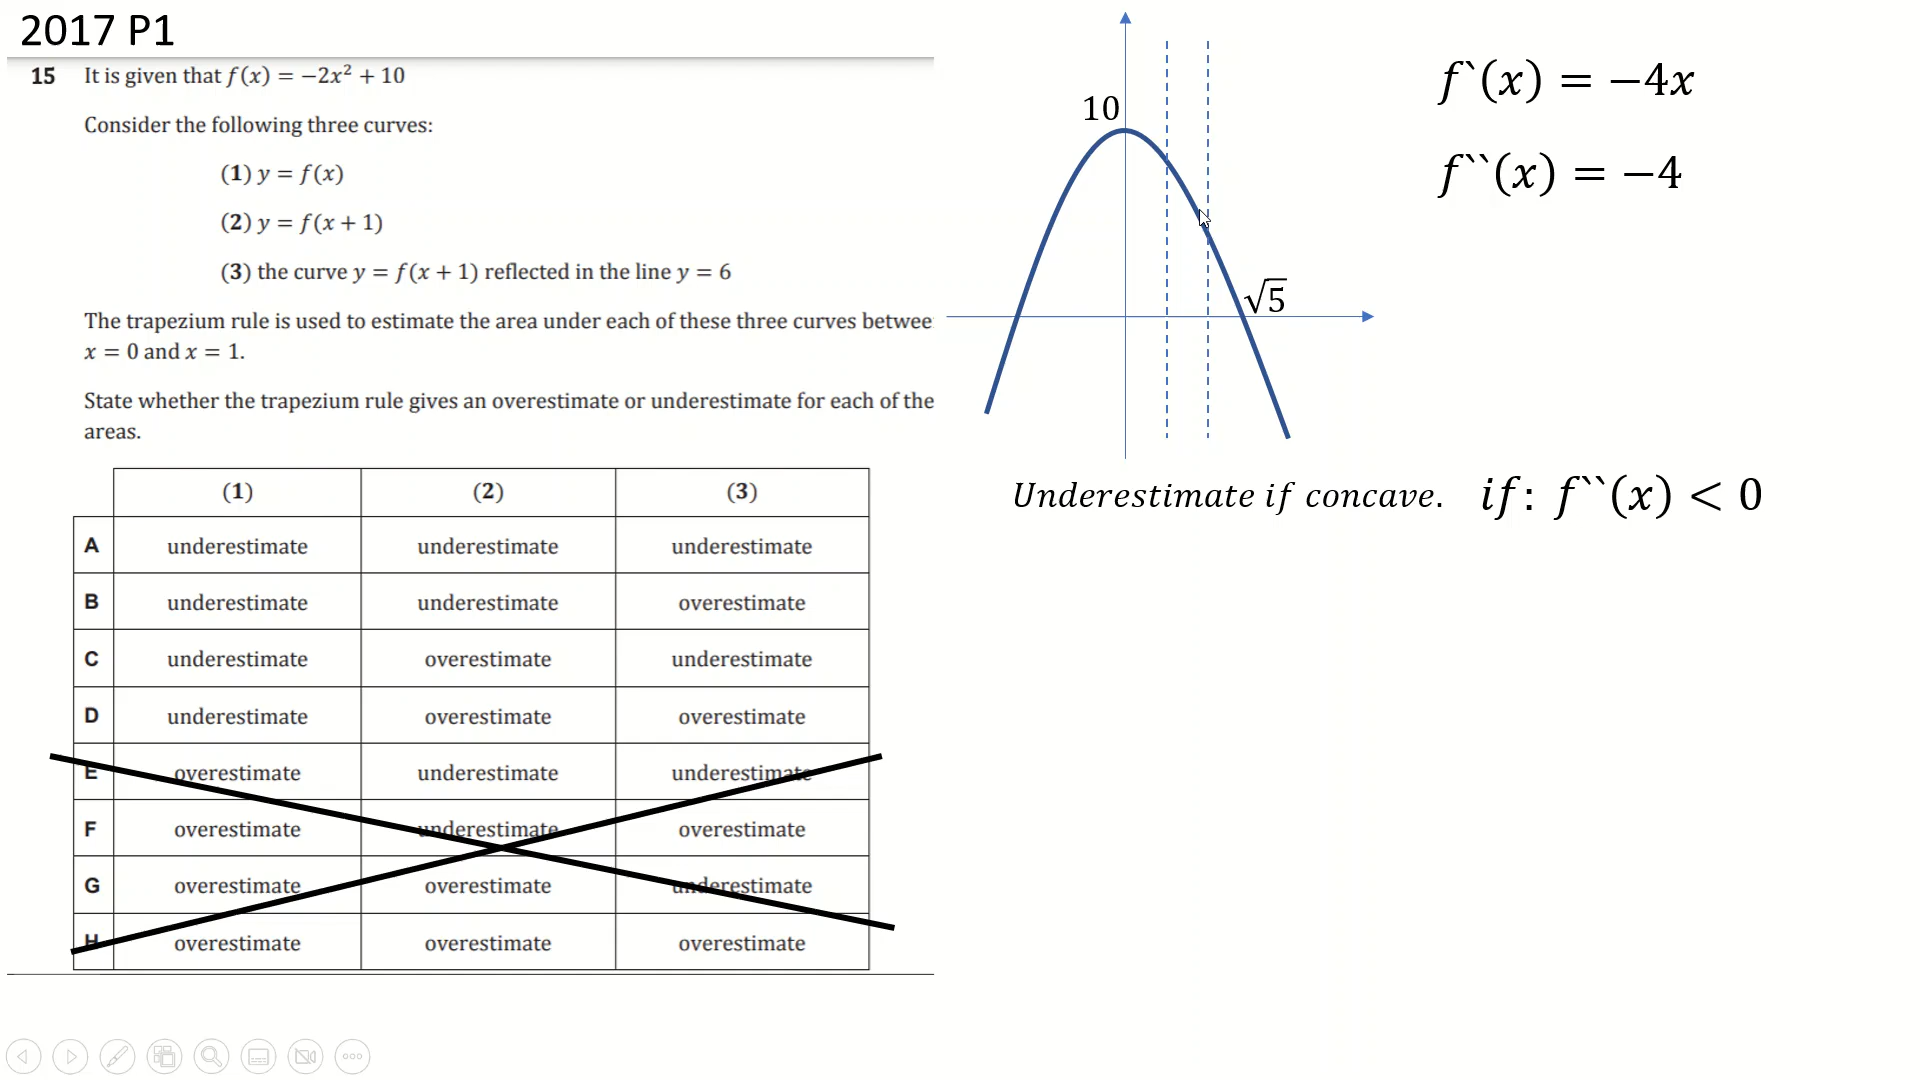 2017 P1
15 It is given that f(x) = −2x² + 10
Consider the following three curves:
(1) y = f(x)
(2) y = f(x + 1)
(3) the curve y = f(x + 1) reflected in the line y = 6
The trapezium rule is used to estimate the area under each of these three curves betwee
x = 0 and x = 1.
State whether the trapezium rule gives an overestimate or underestimate for each of the
areas.
(1) (2) (3)
A underestimate underestimate underestimate
B underestimate underestimate overestimate
C underestimate overestimate underestimate
D underestimate overestimate overestimate
E overestimate underestimate underestimate
F overestimate underestimate overestimate
G overestimate overestimate underestimate
H overestimate overestimate overestimate
10
√5
f`(x) = −4x
f``(x) = −4
Underestimate if concave. if: f``(x) < 0